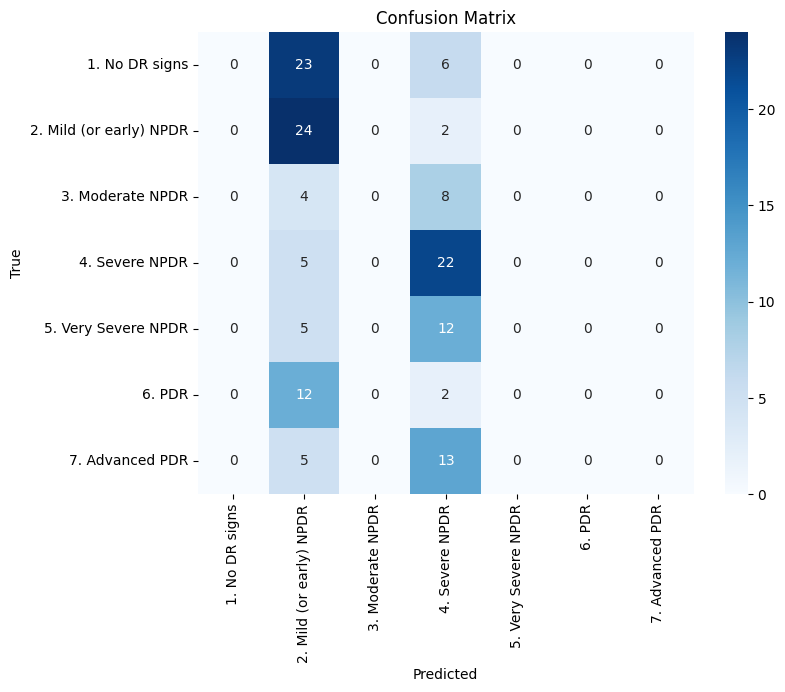 Confusion Matrix
True
1. No DR signs
0 23 0 6 0 0 0
2. Mild (or early) NPDR
0 24 0 2 0 0 0
3. Moderate NPDR
0 4 0 8 0 0 0
4. Severe NPDR
0 5 0 22 0 0 0
5. Very Severe NPDR
0 5 0 12 0 0 0
6. PDR
0 12 0 2 0 0 0
7. Advanced PDR
0 5 0 13 0 0 0
1. No DR signs
2. Mild (or early) NPDR
3. Moderate NPDR
4. Severe NPDR
5. Very Severe NPDR
6. PDR
7. Advanced PDR
Predicted
20
15
10
5
0